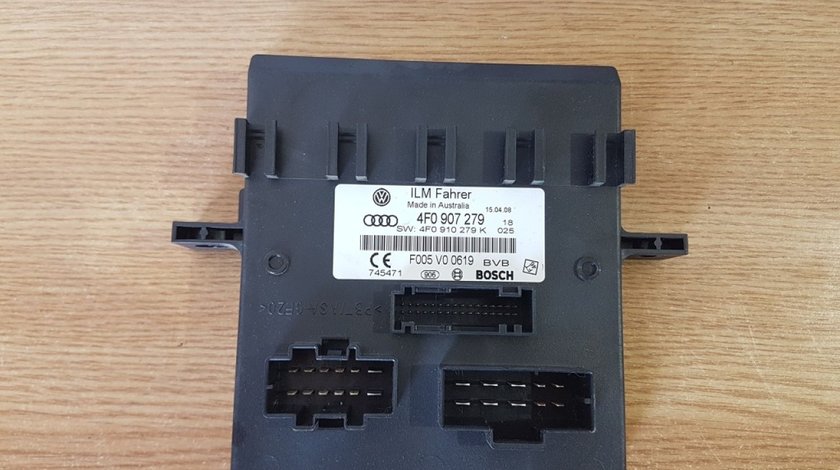 ILM Fahrer
Made in Australia 15.04.08
4F0 907 279 18
SW: 4F0 910 279 K 025
F005 V0 0619 BVB
745471 906 BOSCH